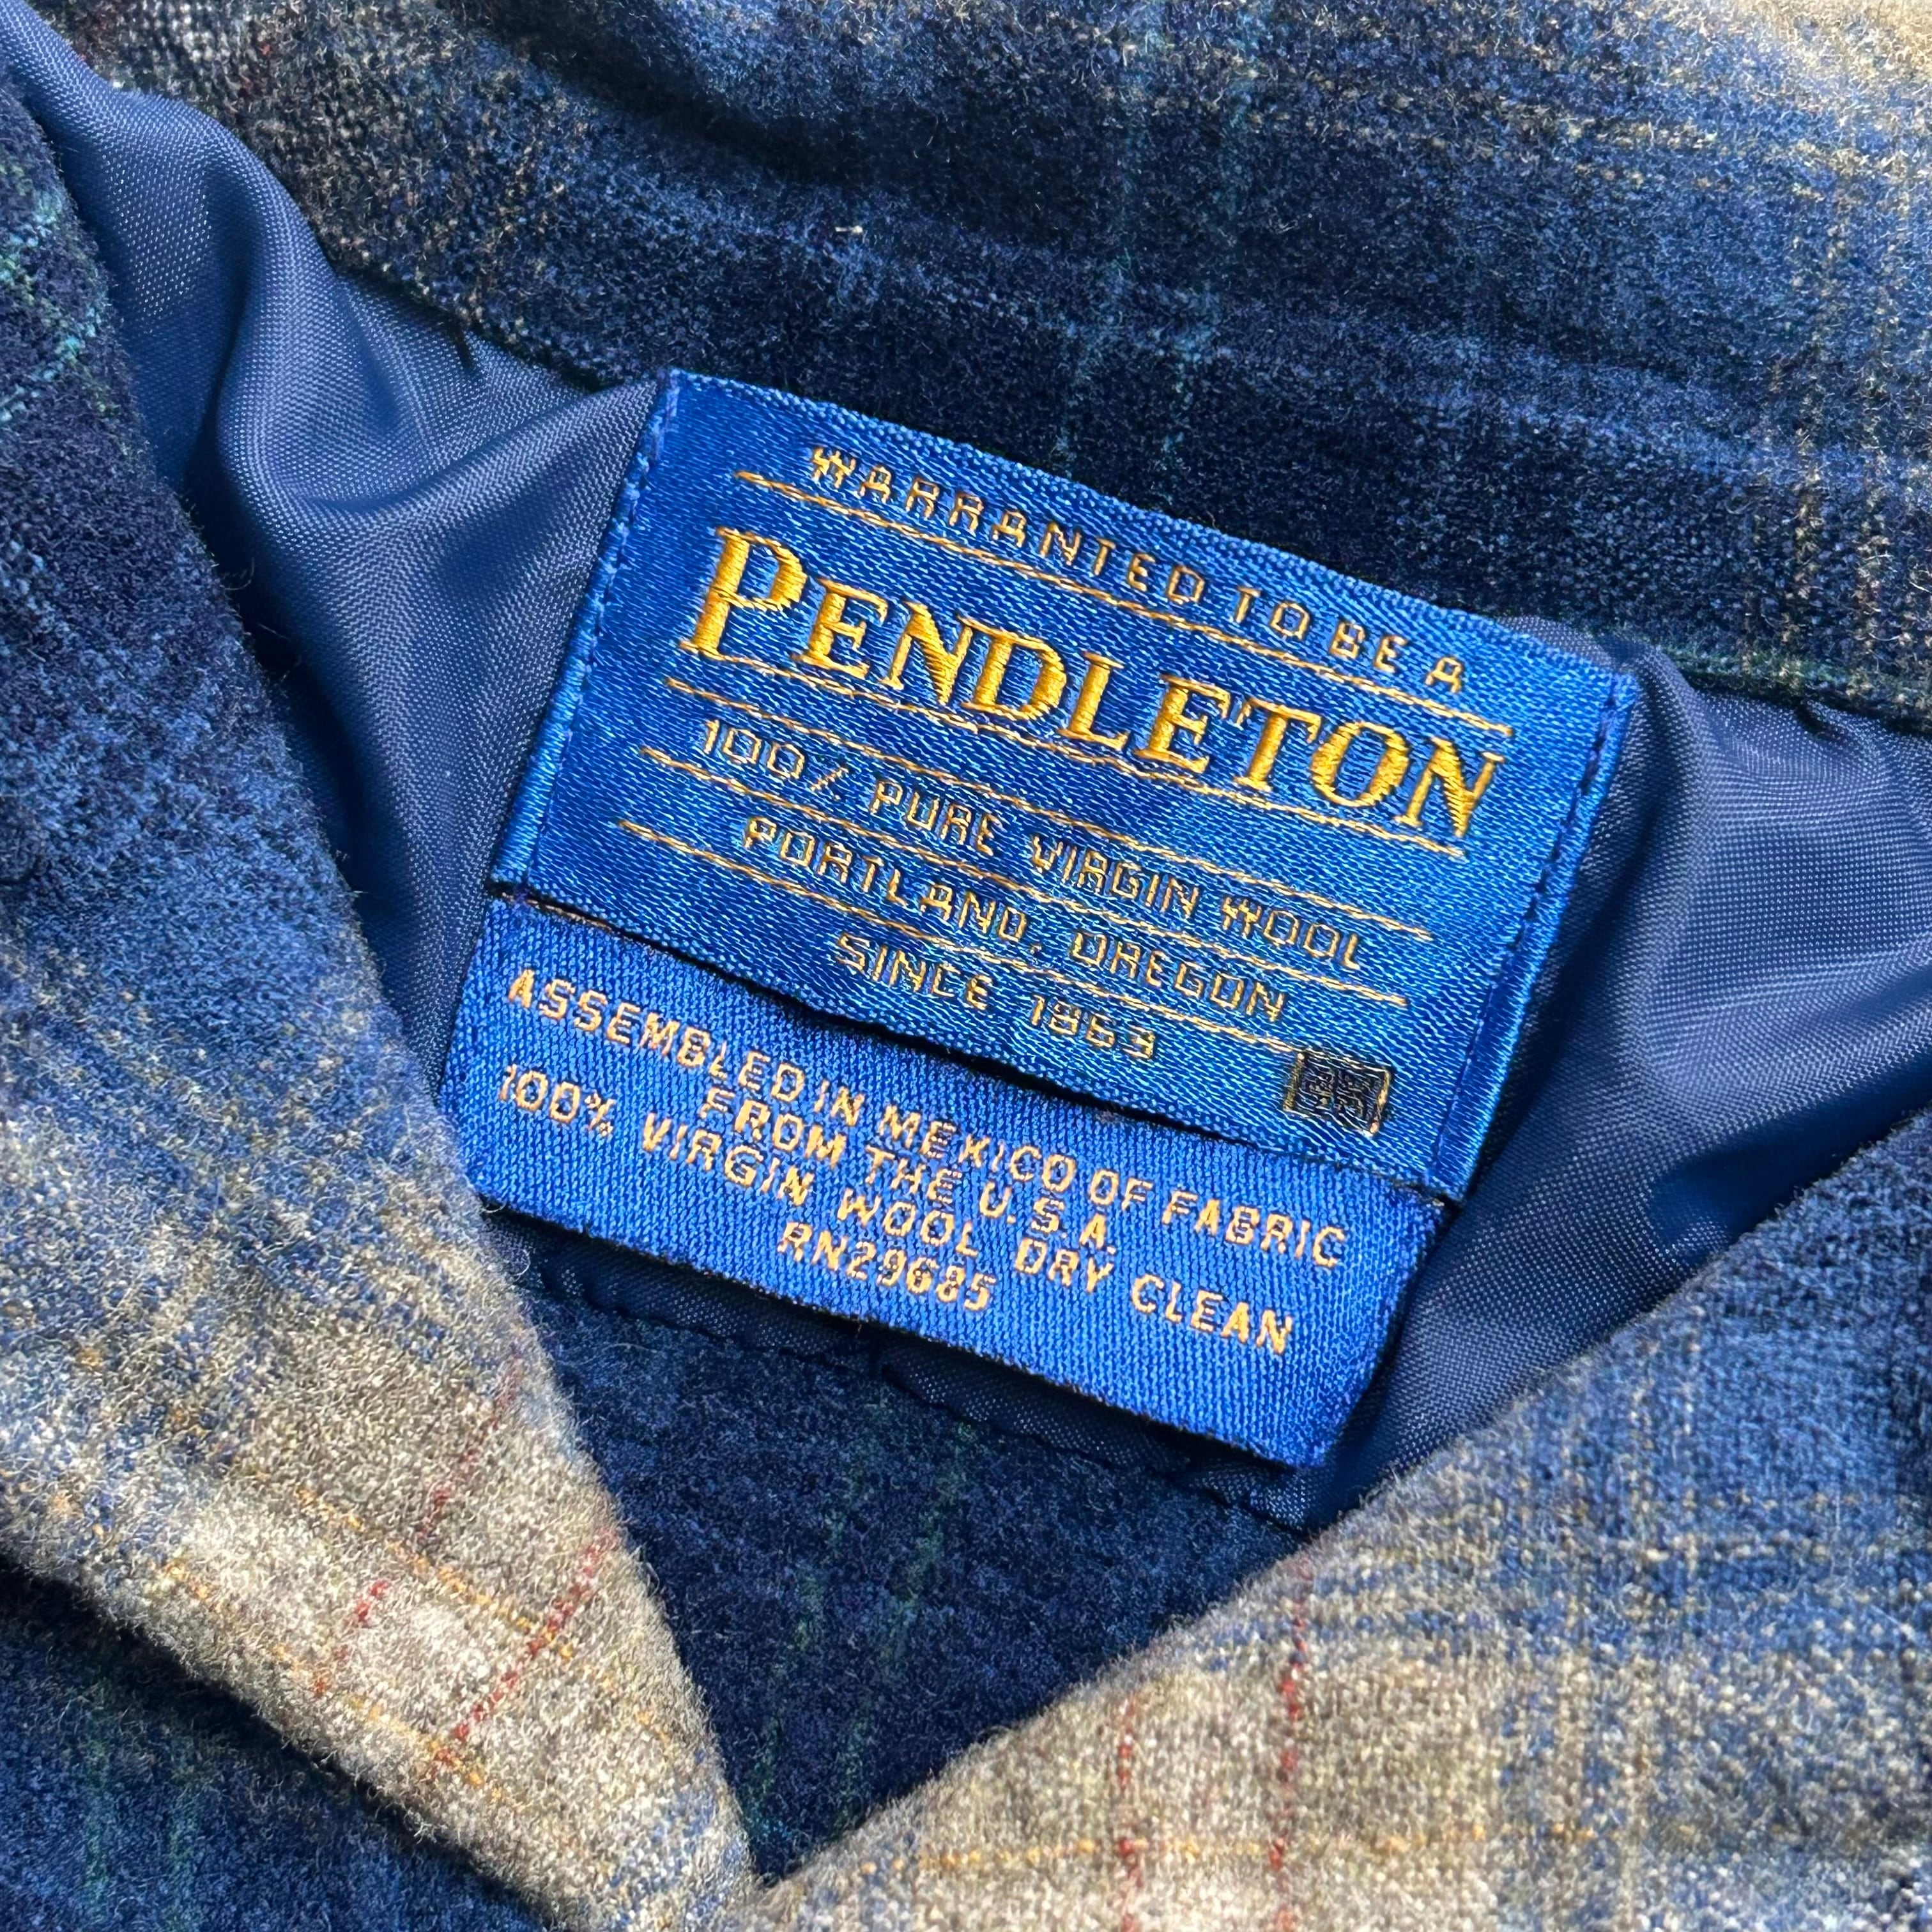 WARRANTED TO BE A
PENDLETON
100% PURE VIRGIN WOOL
PORTLAND, OREGON
SINCE 1863
ASSEMBLED IN MEXICO OF FABRIC
FROM THE U.S.A.
100% VIRGIN WOOL DRY CLEAN
RN29685